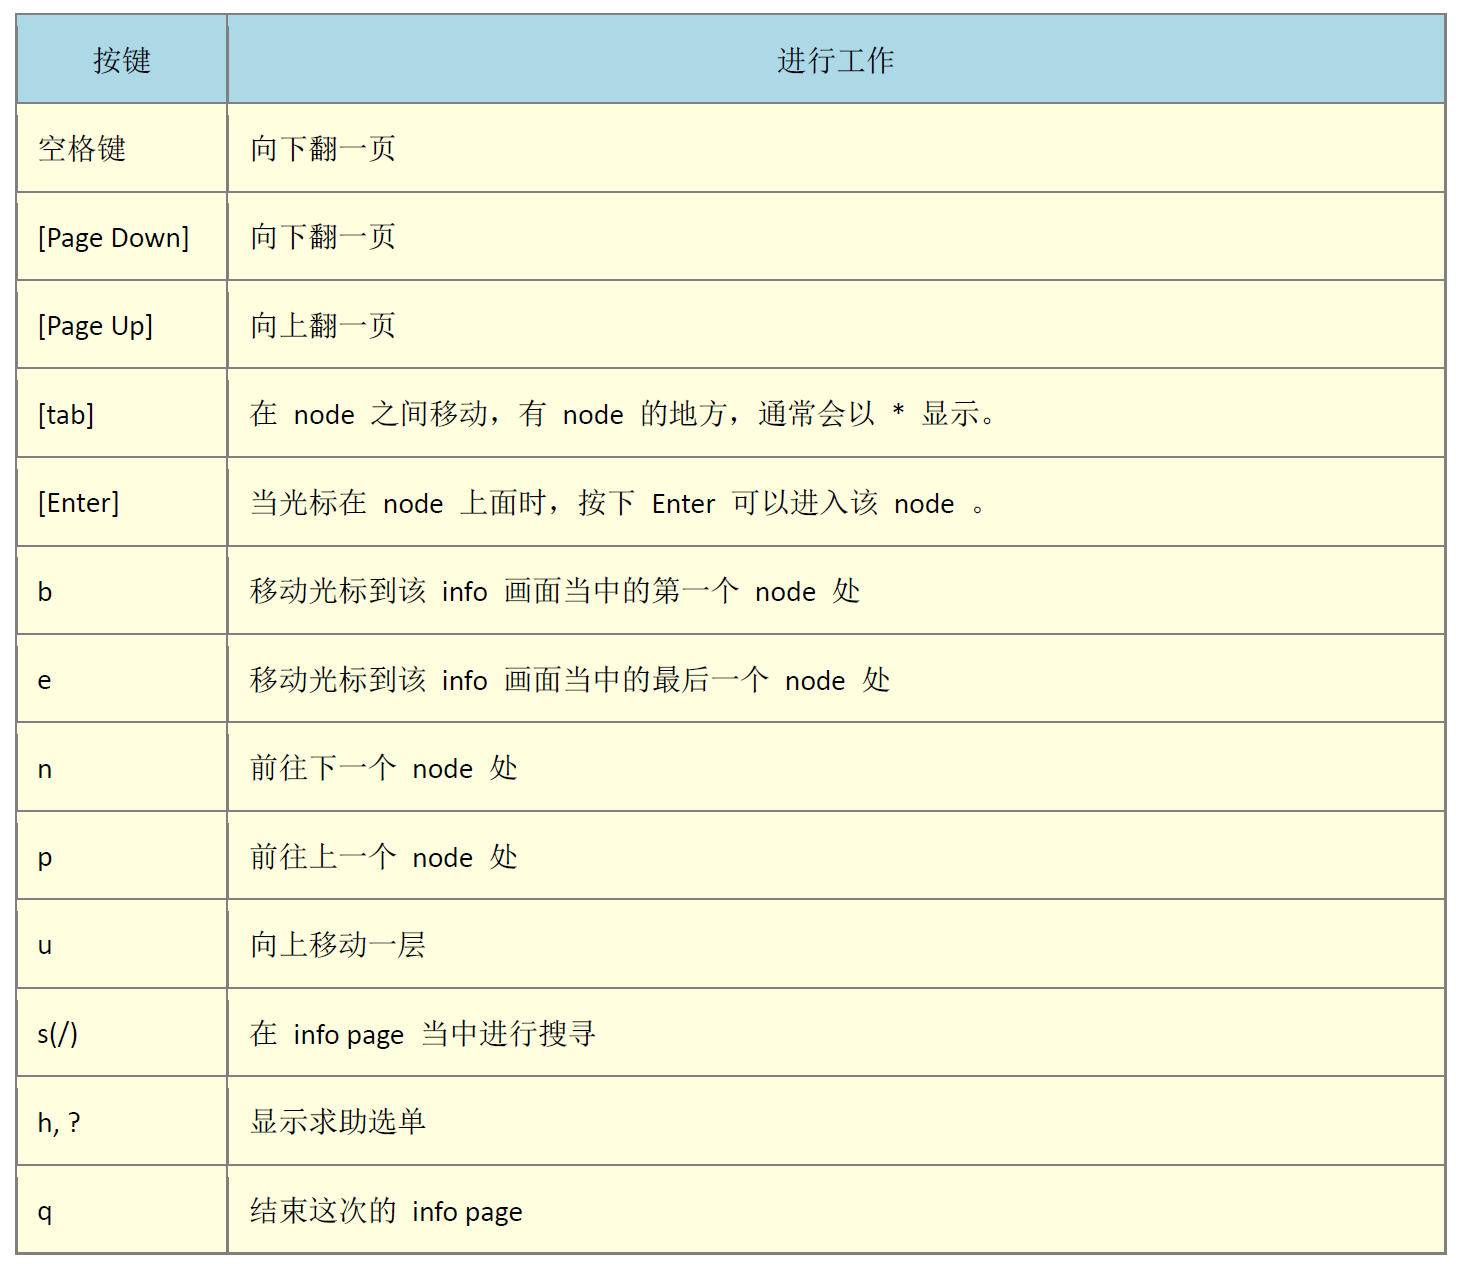 按键 进行工作
空格键 向下翻一页
[Page Down] 向下翻一页
[Page Up] 向上翻一页
[tab] 在 node 之间移动，有 node 的地方，通常会以 * 显示。
[Enter] 当光标在 node 上面时，按下 Enter 可以进入该 node 。
b 移动光标到该 info 画面当中的第一个 node 处
e 移动光标到该 info 画面当中的最后一个 node 处
n 前往下一个 node 处
p 前往上一个 node 处
u 向上移动一层
s(/) 在 info page 当中进行搜寻
h, ? 显示求助选单
q 结束这次的 info page